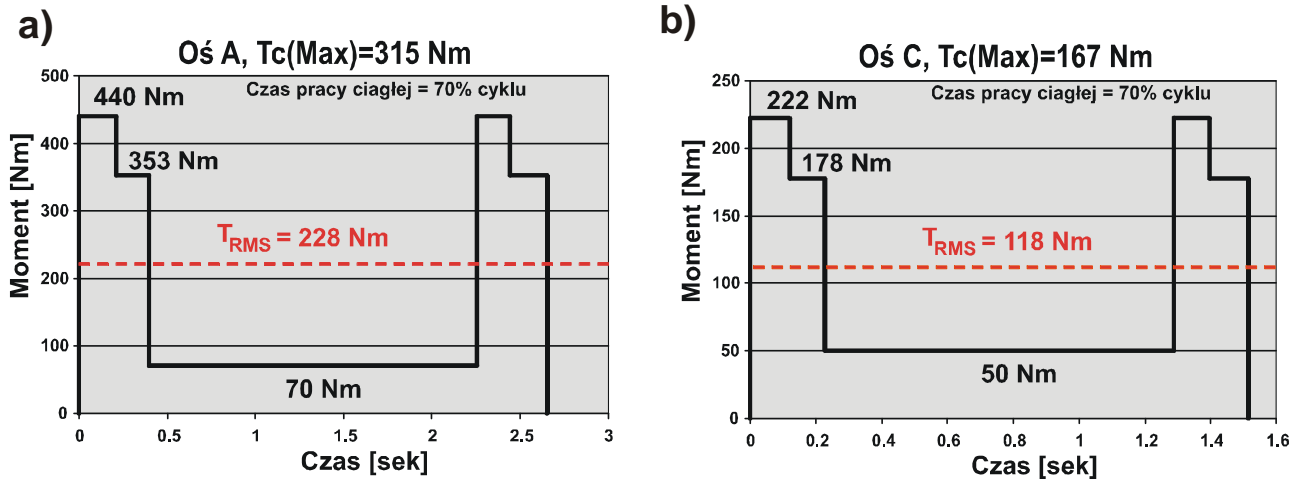 a)
Oś A, Tc(Max)=315 Nm
Czas pracy ciagłej = 70% cyklu
440 Nm
353 Nm
T_RMS = 228 Nm
70 Nm
Moment [Nm]
500
400
300
200
100
0
0 0.5 1 1.5 2 2.5 3
Czas [sek]
b)
Oś C, Tc(Max)=167 Nm
Czas pracy ciagłej = 70% cyklu
222 Nm
178 Nm
T_RMS = 118 Nm
50 Nm
Moment [Nm]
250
200
150
100
50
0
0 0.2 0.4 0.6 0.8 1 1.2 1.4 1.6
Czas [sek]